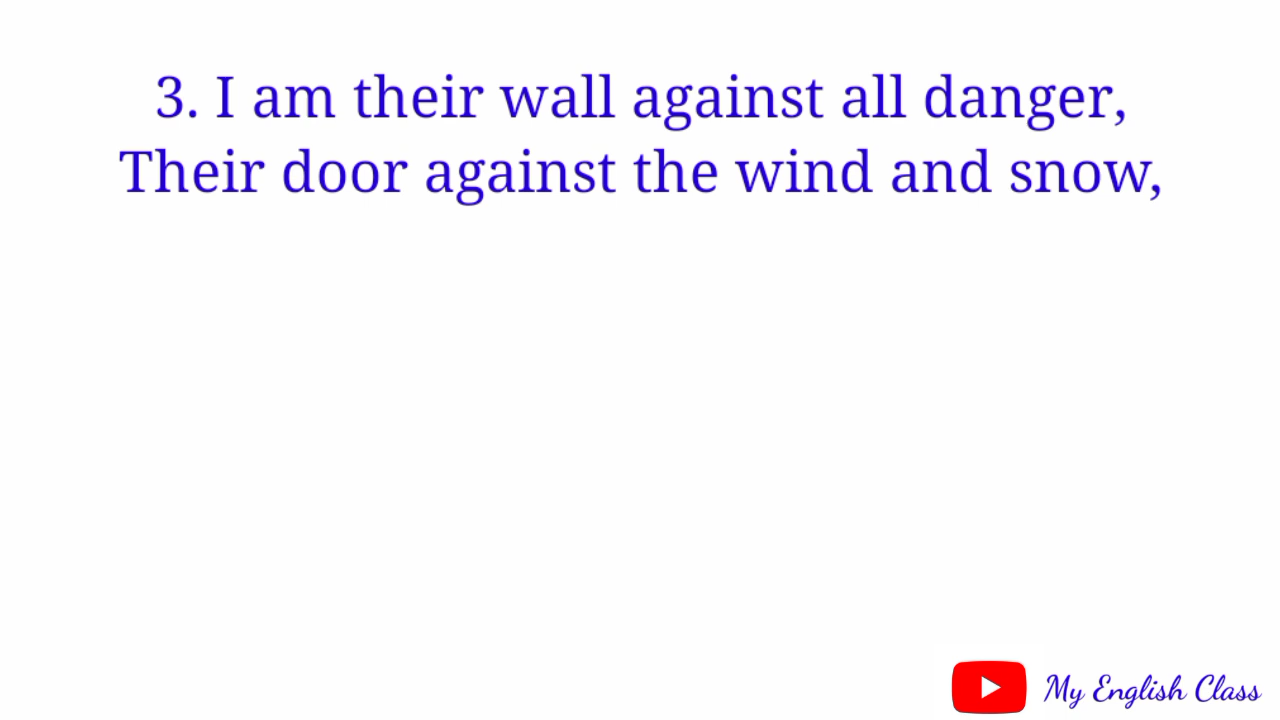 3. I am their wall against all danger,
Their door against the wind and snow,
My English Class